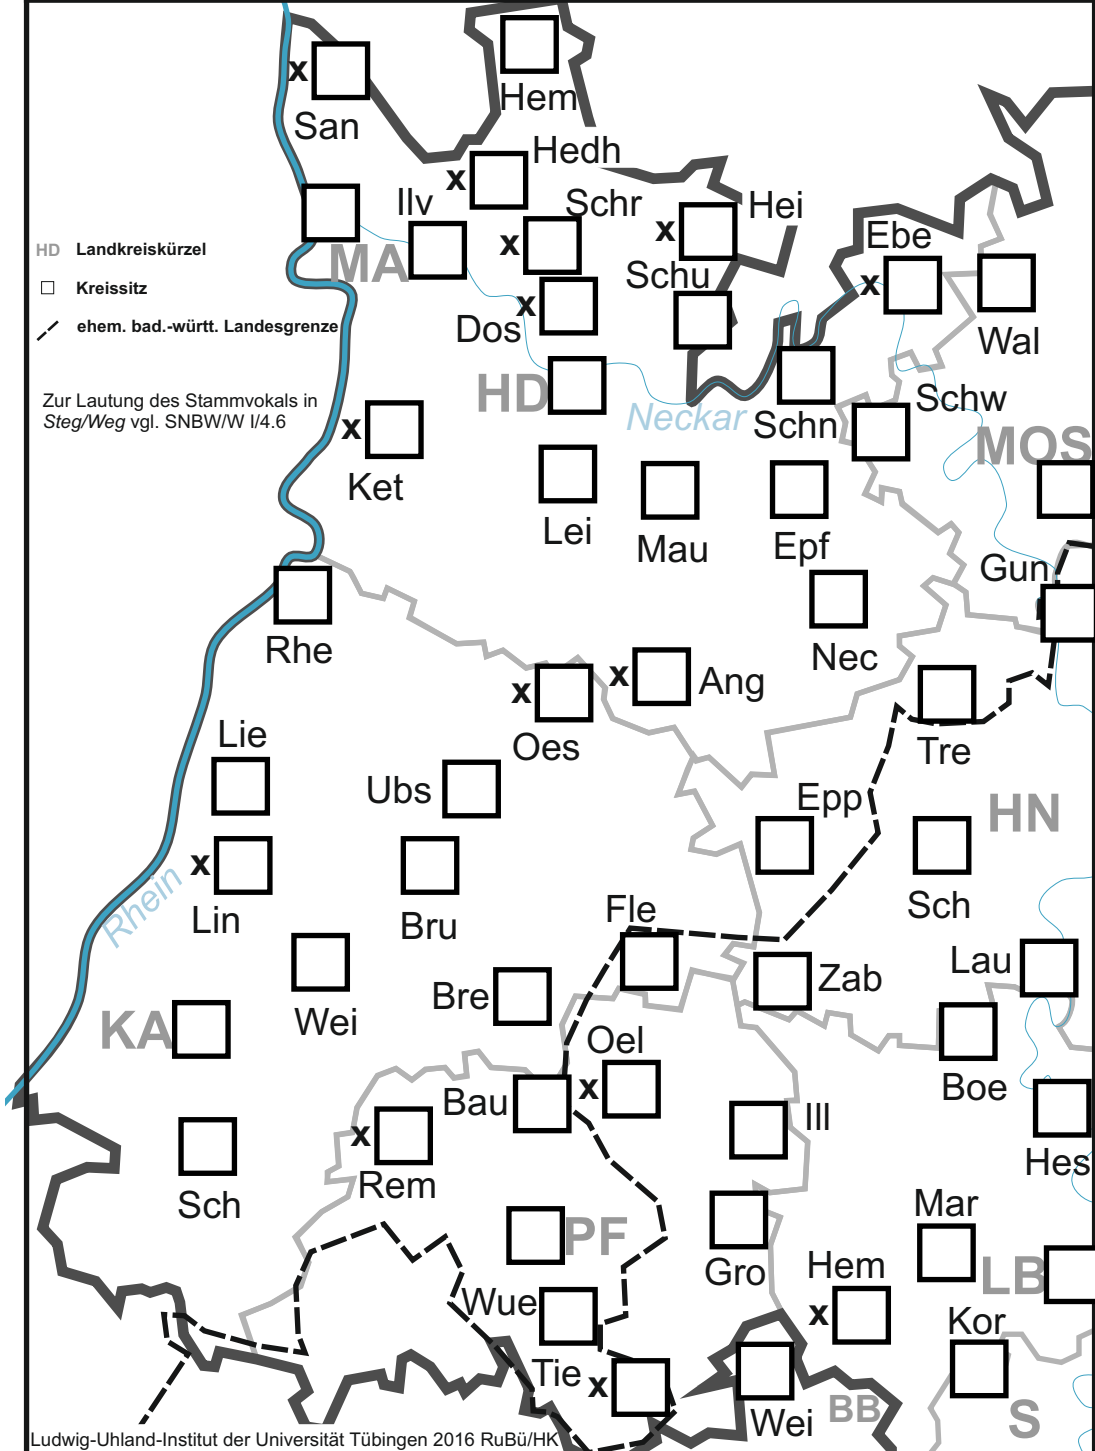 x
San
Hem
Hedh
x
Ilv
Schr
x
Hei
x
Ebe
x
HD Landkreiskürzel
MA
Schu
Kreissitz
x
Dos
ehem. bad.-württ. Landesgrenze
Wal
HD
Zur Lautung des Stammvokals in
Steg/Weg vgl. SNBW/W I/4.6
Neckar
Schn
Schw
x
MOS
Ket
Lei
Mau
Epf
Gun
Rhe
Nec
x
Ang
x
Oes
Lie
Tre
Ubs
Epp
HN
x
Rhein
Lin
Bru
Fle
Sch
Lau
Zab
Bre
Wei
KA
Oel
x
Bau
Boe
Ill
x
Rem
Hes
Sch
Mar
PF
Gro
Hem
LB
Wue
x
Kor
Tie
x
Wei
BB
S
Ludwig-Uhland-Institut der Universität Tübingen 2016 RuBü/HK